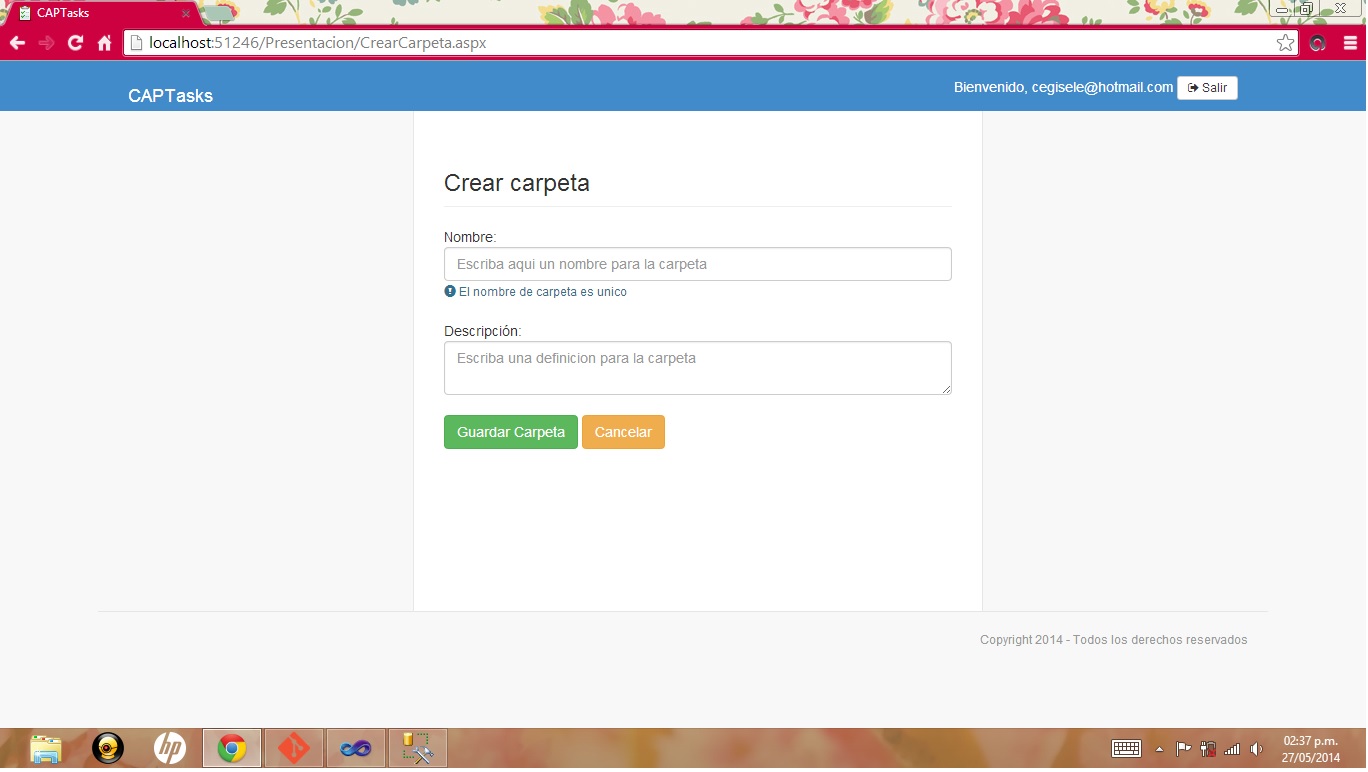 CAPTasks
localhost:51246/Presentacion/CrearCarpeta.aspx
CAPTasks
Bienvenido, cegisele@hotmail.com Salir
Crear carpeta
Nombre:
Escriba aqui un nombre para la carpeta
El nombre de carpeta es unico
Descripción:
Escriba una definicion para la carpeta
Guardar Carpeta Cancelar
Copyright 2014 - Todos los derechos reservados
hp
02:37 p.m.
27/05/2014